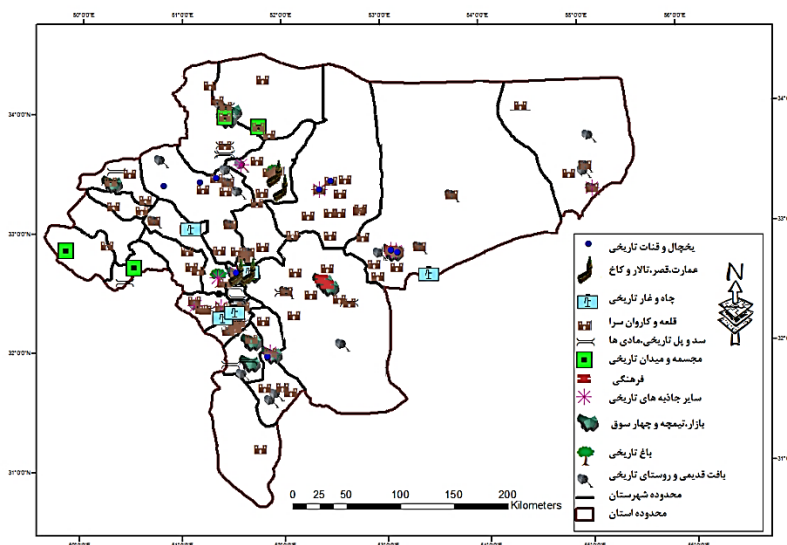 50°0'0"E 51°0'0"E 52°0'0"E 53°0'0"E 54°0'0"E 55°0'0"E 56°0'0"E
34°0'0"N
33°0'0"N
32°0'0"N
31°0'0"N
یخچال و قنات تاریخی
عمارت،قصر،تالار و کاخ
چاه و غار تاریخی
قلعه و کاروان سرا
سد و پل تاریخی،مادی ها
مجسمه و میدان تاریخی
فرهنگی
سایر جاذبه های تاریخی
بازار،تیمچه و چهار سوق
باغ تاریخی
بافت قدیمی و روستای تاریخی
محدوده شهرستان
محدوده استان
N
0 12.5 25 50 100 150 200
Kilometers